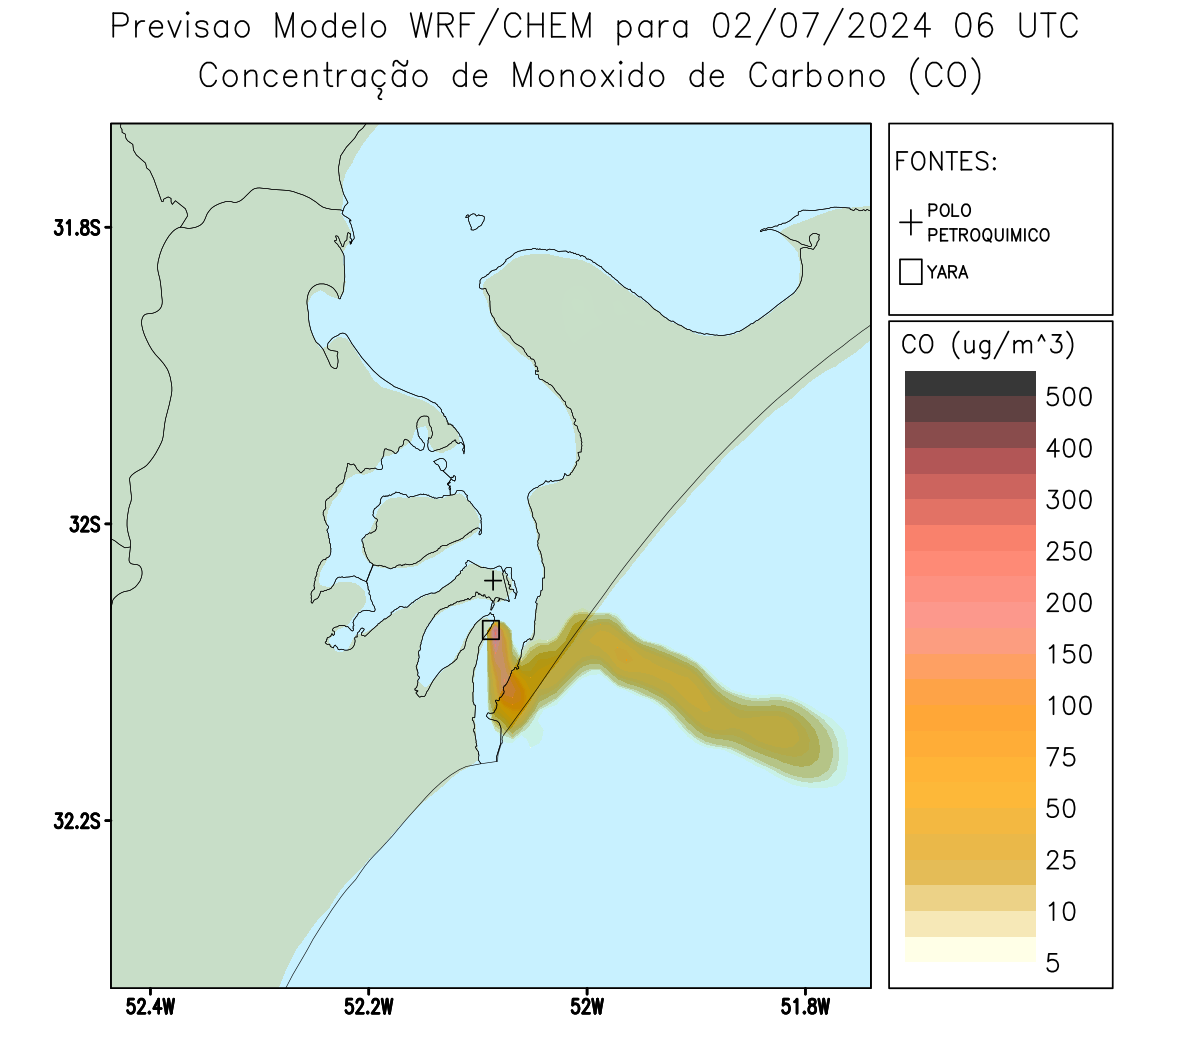 Previsao Modelo WRF/CHEM para 02/07/2024 06 UTC
Concentração de Monoxido de Carbono (CO)
FONTES:
POLO
PETROQUIMICO
YARA
CO (ug/m^3)
500
400
300
250
200
150
100
75
50
25
10
5
31.8S
32S
32.2S
52.4W
52.2W
52W
51.8W